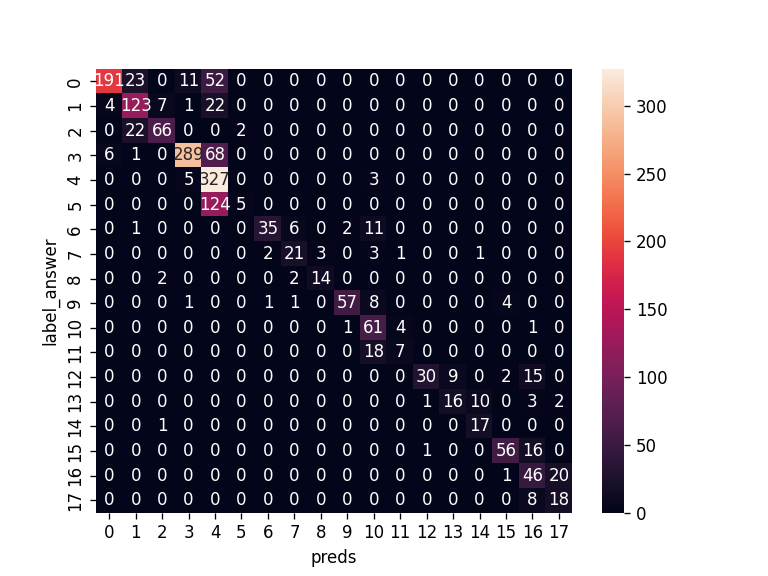 0 191 23 0 11 52 0 0 0 0 0 0 0 0 0 0 0 0 0
1 4 123 7 1 22 0 0 0 0 0 0 0 0 0 0 0 0 0
2 0 22 66 0 0 2 0 0 0 0 0 0 0 0 0 0 0 0
3 6 1 0 289 68 0 0 0 0 0 0 0 0 0 0 0 0 0
4 0 0 0 5 327 0 0 0 0 0 3 0 0 0 0 0 0 0
5 0 0 0 0 124 5 0 0 0 0 0 0 0 0 0 0 0 0
6 0 1 0 0 0 0 35 6 0 2 11 0 0 0 0 0 0 0
7 0 0 0 0 0 0 2 21 3 0 3 1 0 0 1 0 0 0
8 0 0 2 0 0 0 0 2 14 0 0 0 0 0 0 0 0 0
9 0 0 0 1 0 0 1 1 0 57 8 0 0 0 0 4 0 0
10 0 0 0 0 0 0 0 0 0 1 61 4 0 0 0 0 1 0
11 0 0 0 0 0 0 0 0 0 0 18 7 0 0 0 0 0 0
12 0 0 0 0 0 0 0 0 0 0 0 0 30 9 0 2 15 0
13 0 0 0 0 0 0 0 0 0 0 0 0 1 16 10 0 3 2
14 0 0 1 0 0 0 0 0 0 0 0 0 0 0 17 0 0 0
15 0 0 0 0 0 0 0 0 0 0 0 0 1 0 0 56 16 0
16 0 0 0 0 0 0 0 0 0 0 0 0 0 0 0 1 46 20
17 0 0 0 0 0 0 0 0 0 0 0 0 0 0 0 0 8 18
0 1 2 3 4 5 6 7 8 9 10 11 12 13 14 15 16 17
preds
label_answer
300
250
200
150
100
50
0